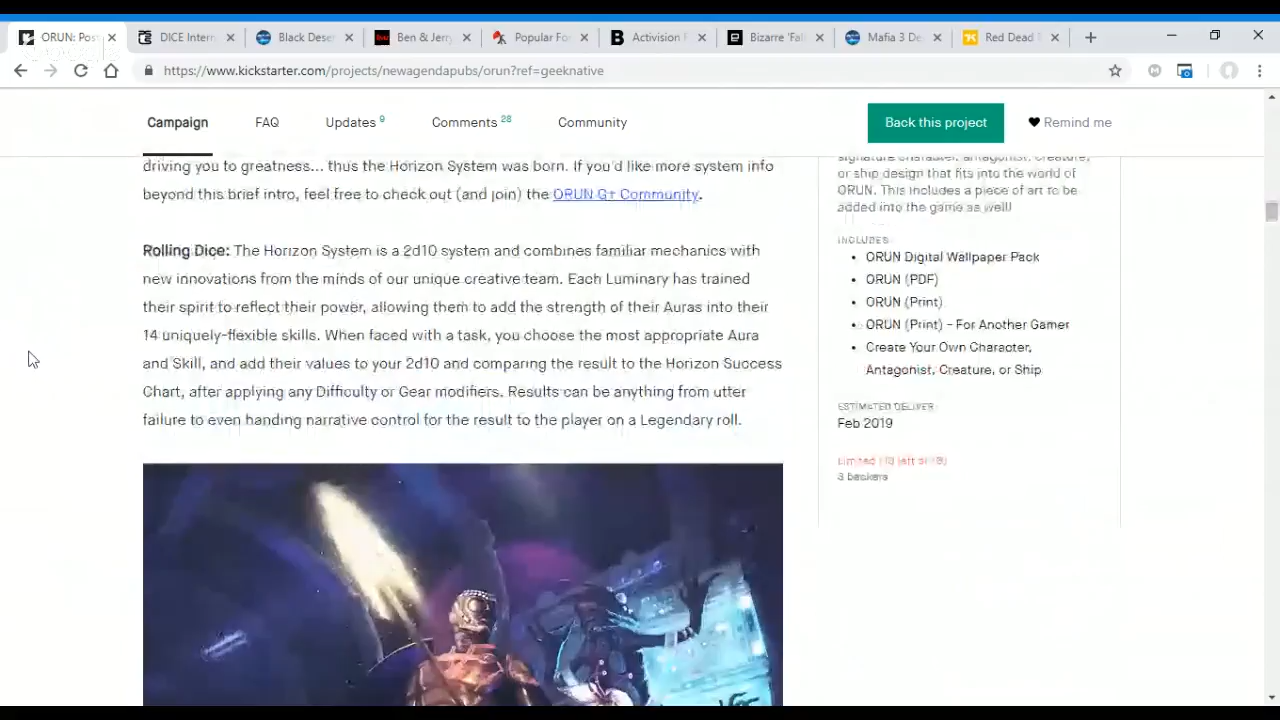 ORUN: Pos
DICE Inter
Black Deser
Ben & Jerry
Popular Fo
Activision
Bizarre 'Fal
Mafia 3 De
Red Dead
https://www.kickstarter.com/projects/newagendapubs/orun?ref=geeknative
Campaign FAQ Updates 9 Comments 28 Community Back this project Remind me
driving you to greatness... thus the Horizon System was born. If you'd like more system info
beyond this brief intro, feel free to check out (and join) the ORUN G+ Community.
Rolling Dice: The Horizon System is a 2d10 system and combines familiar mechanics with
new innovations from the minds of our unique creative team. Each Luminary has trained
their spirit to reflect their power, allowing them to add the strength of their Auras into their
14 uniquely-flexible skills. When faced with a task, you choose the most appropriate Aura
and Skill, and add their values to your 2d10 and comparing the result to the Horizon Success
Chart, after applying any Difficulty or Gear modifiers. Results can be anything from utter
failure to even handing narrative control for the result to the player on a Legendary roll.
signature character, antagonist, creature,
or ship design that fits into the world of
ORUN. This includes a piece of art to be
added into the game as well!
INCLUDES:
• ORUN Digital Wallpaper Pack
• ORUN (PDF)
• ORUN (Print)
• ORUN (Print) - For Another Gamer
• Create Your Own Character,
Antagonist, Creature, or Ship
ESTIMATED DELIVER
Feb 2019
Limited
3 backers